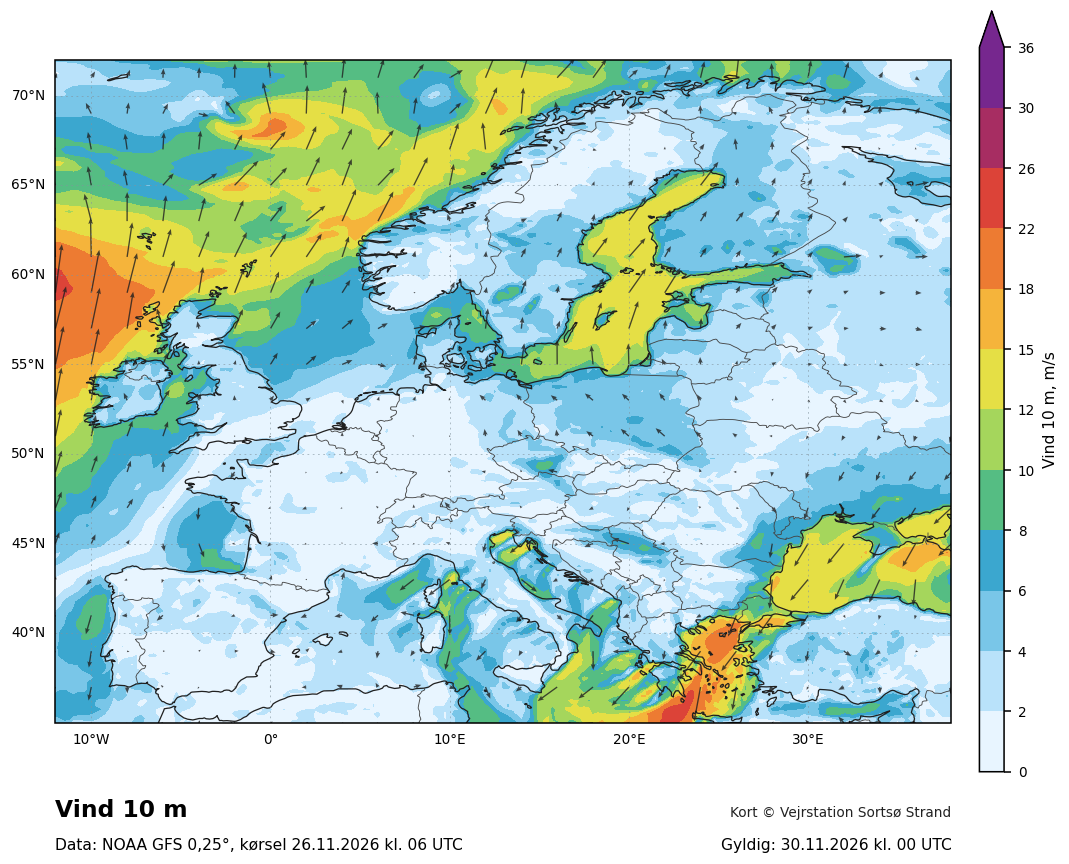 70°N
65°N
60°N
55°N
50°N
45°N
40°N
10°W
0°
10°E
20°E
30°E
36
30
26
22
18
15
12
10
8
6
4
2
0
Vind 10 m, m/s
Vind 10 m
Kort © Vejrstation Sortsø Strand
Data: NOAA GFS 0,25°, kørsel 26.11.2026 kl. 06 UTC
Gyldig: 30.11.2026 kl. 00 UTC